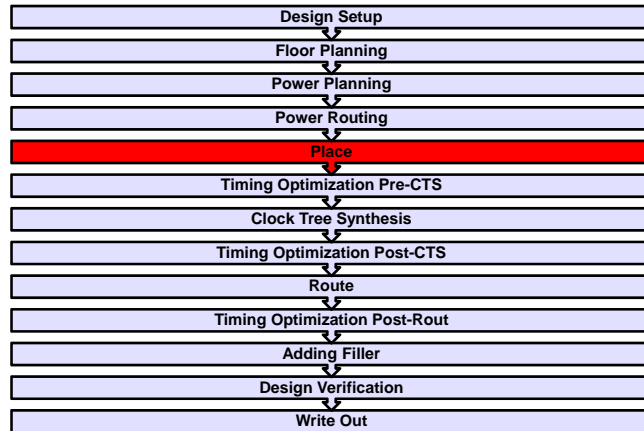 Design Setup
Floor Planning
Power Planning
Power Routing
Place
Timing Optimization Pre-CTS
Clock Tree Synthesis
Timing Optimization Post-CTS
Route
Timing Optimization Post-Rout
Adding Filler
Design Verification
Write Out